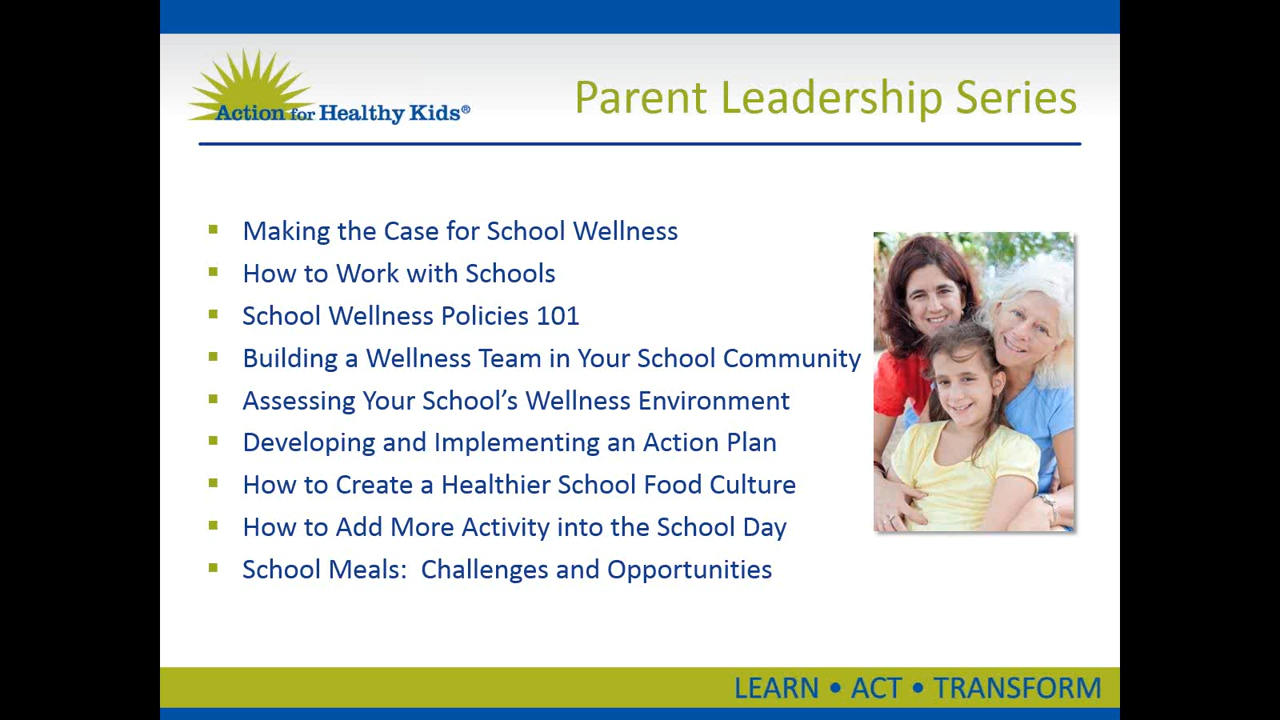 Action for Healthy Kids®
Parent Leadership Series
▪ Making the Case for School Wellness
▪ How to Work with Schools
▪ School Wellness Policies 101
▪ Building a Wellness Team in Your School Community
▪ Assessing Your School’s Wellness Environment
▪ Developing and Implementing an Action Plan
▪ How to Create a Healthier School Food Culture
▪ How to Add More Activity into the School Day
▪ School Meals:  Challenges and Opportunities
LEARN • ACT • TRANSFORM